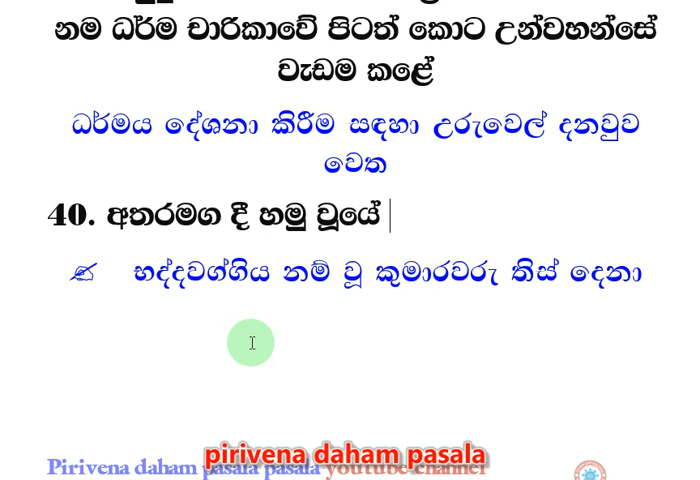 නම ධර්ම චාරිකාවේ පිටත් කොට උන්වහන්සේ
වැඩම කළේ
ධර්මය දේශනා කිරීම සඳහා උරුවෙල් දනවුව
වෙත
40. අතරමග දී හමු වූයේ
භද්දවග්ගිය නම් වූ කුමාරවරු තිස් දෙනා
pirivena daham pasala
Pirivena daham pasala pasala youtube channel